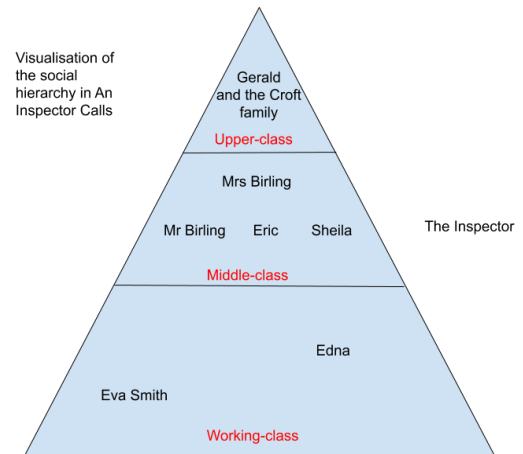 Visualisation of
the social
hierarchy in An
Inspector Calls
Gerald
and the Croft
family
Upper-class
Mrs Birling
Mr Birling Eric Sheila
The Inspector
Middle-class
Edna
Eva Smith
Working-class